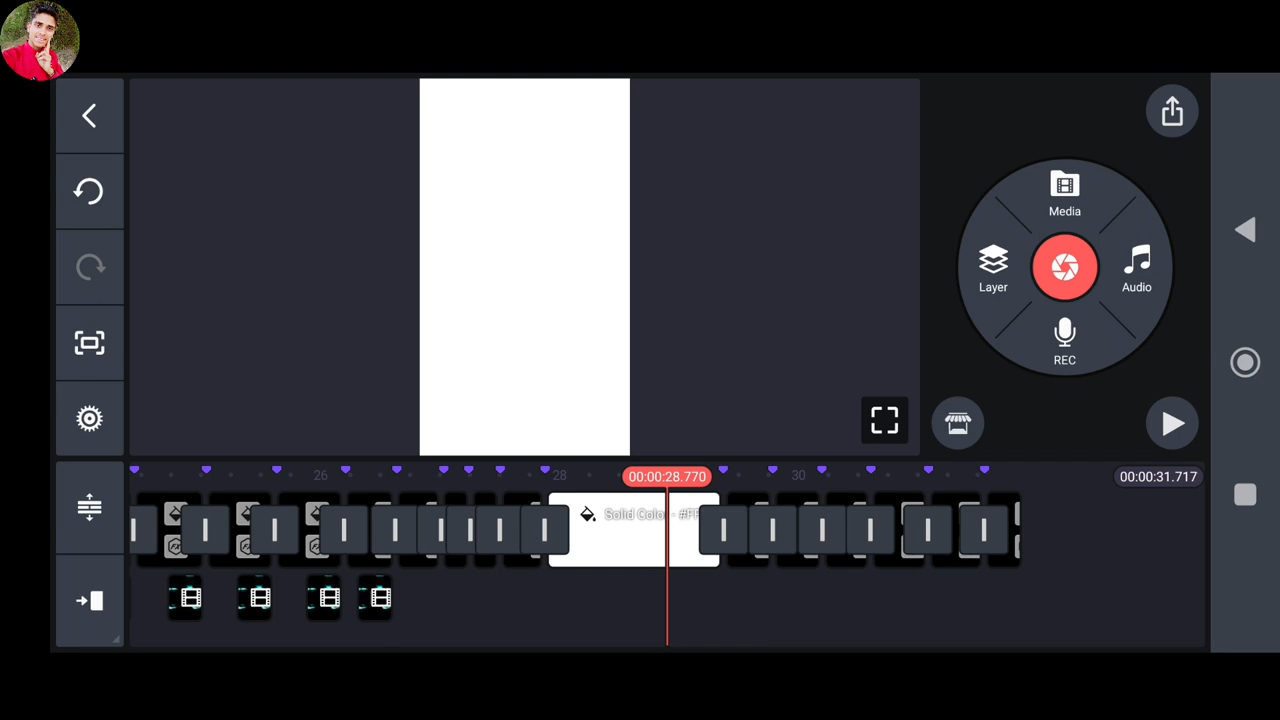 Media
Layer
Audio
REC
26
28
00:00:28.770
30
00:00:31.717
Solid Color - #FF